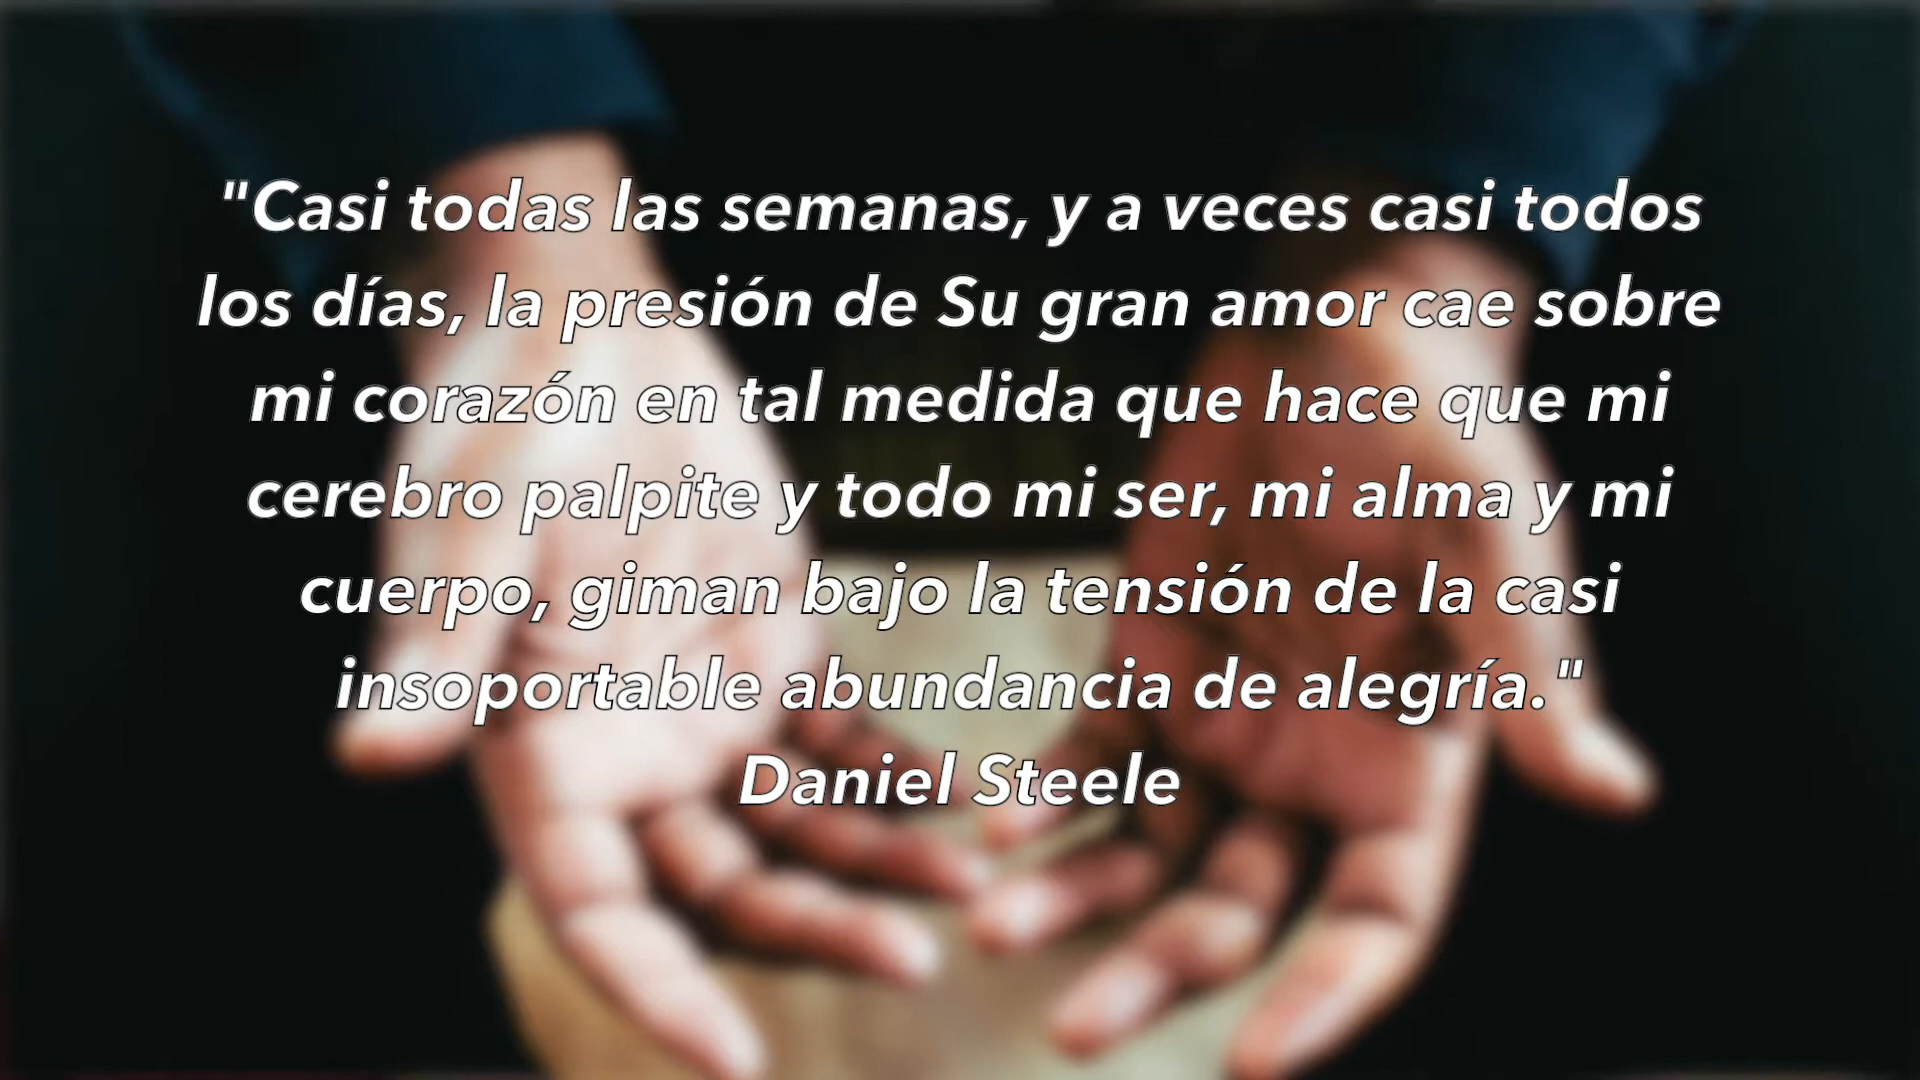 "Casi todas las semanas, y a veces casi todos
los días, la presión de Su gran amor cae sobre
mi corazón en tal medida que hace que mi
cerebro palpite y todo mi ser, mi alma y mi
cuerpo, giman bajo la tensión de la casi
insoportable abundancia de alegría."
Daniel Steele